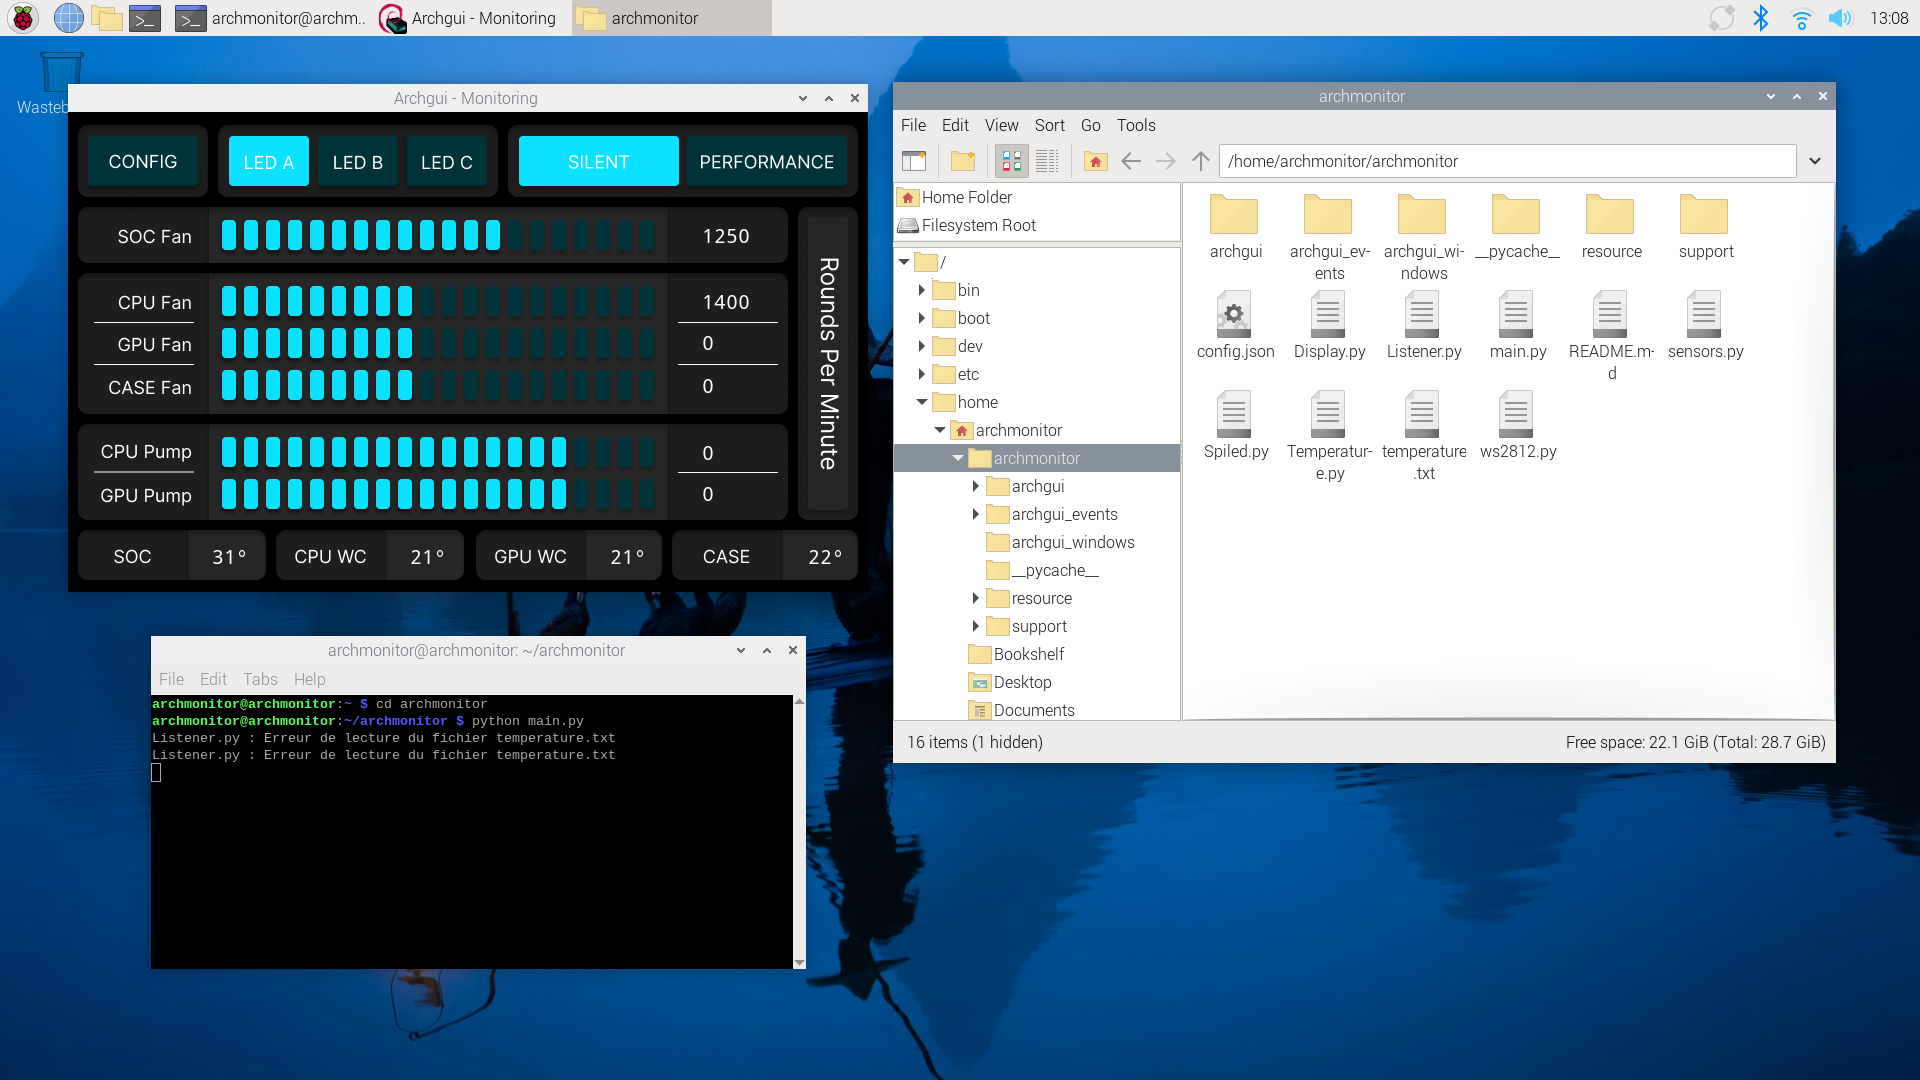 archmonitor@archm..
Archgui - Monitoring
archmonitor
13:08
Wasteb
Archgui - Monitoring
CONFIG
LED A
LED B
LED C
SILENT
PERFORMANCE
SOC Fan
1250
CPU Fan
1400
GPU Fan
0
CASE Fan
0
CPU Pump
0
GPU Pump
0
Rounds Per Minute
SOC
31°
CPU WC
21°
GPU WC
21°
CASE
22°
archmonitor@archmonitor: ~/archmonitor
File Edit Tabs Help
archmonitor@archmonitor:~ $ cd archmonitor
archmonitor@archmonitor:~/archmonitor $ python main.py
Listener.py : Erreur de lecture du fichier temperature.txt
Listener.py : Erreur de lecture du fichier temperature.txt
archmonitor
File Edit View Sort Go Tools
/home/archmonitor/archmonitor
Home Folder
Filesystem Root
/
bin
boot
dev
etc
home
archmonitor
archmonitor
archgui
archgui_events
archgui_windows
__pycache__
resource
support
Bookshelf
Desktop
Documents
archgui
archgui_ev-
ents
archgui_wi-
ndows
__pycache__
resource
support
config.json
Display.py
Listener.py
main.py
README.m-
d
sensors.py
Spiled.py
Temperatur-
e.py
temperature
.txt
ws2812.py
16 items (1 hidden)
Free space: 22.1 GiB (Total: 28.7 GiB)